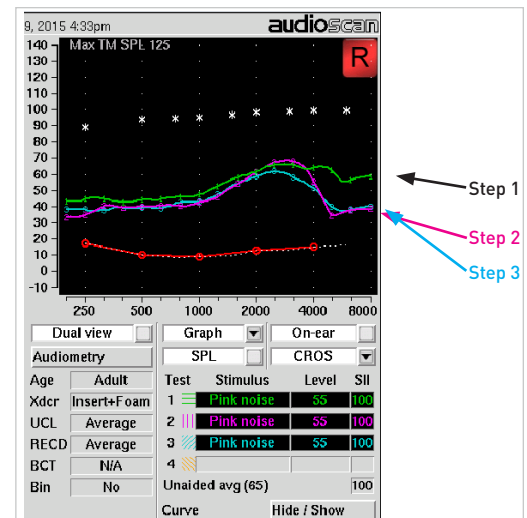 9, 2015 4:33pm audioscan
Max TM SPL 125
R
140
130
120
110
100
90
80
70
60
50
40
30
20
10
0
-10
250 500 1000 2000 4000 8000
Step 1
Step 2
Step 3
Dual view Graph On-ear
Audiometry SPL CROS
Age Adult Test Stimulus Level SII
Xdcr Insert+Foam 1 Pink noise 55 100
UCL Average 2 Pink noise 55 100
RECD Average 3 Pink noise 55 100
BCT N/A 4
Bin No Unaided avg (65) 100
Curve Hide / Show